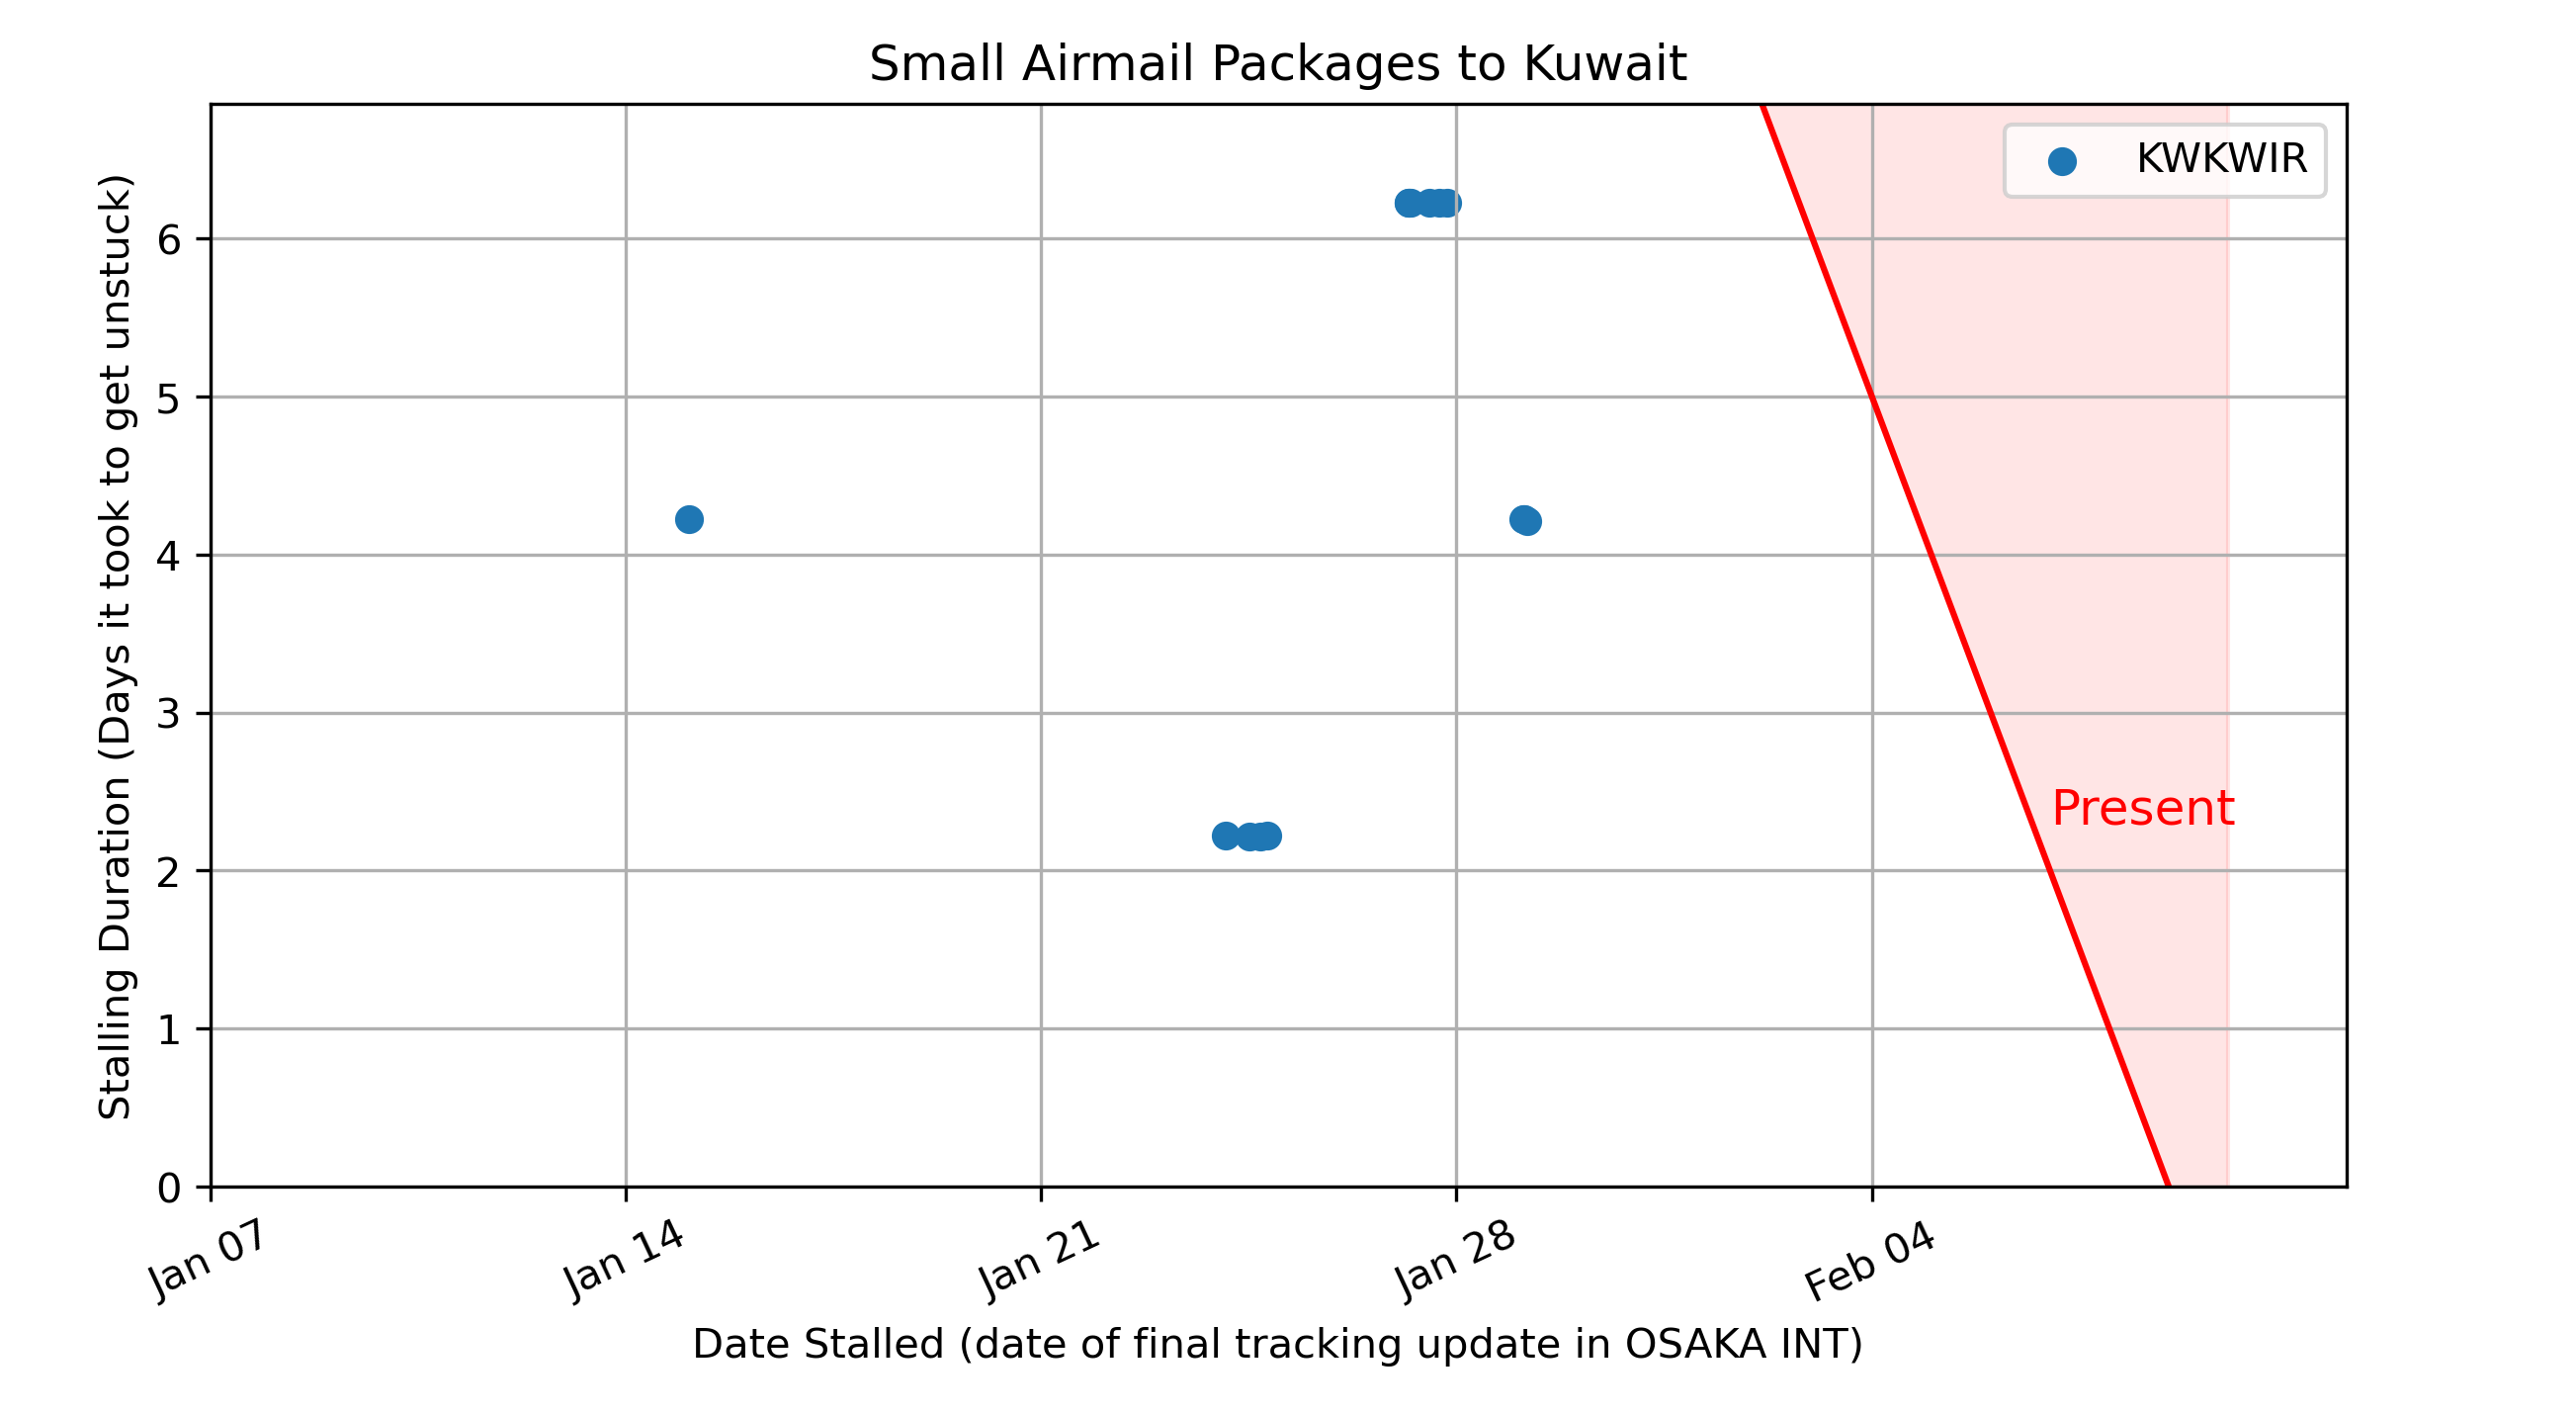 Small Airmail Packages to Kuwait
KWKWIR
Stalling Duration (Days it took to get unstuck)
6
5
4
3
2
1
0
Present
Jan 07
Jan 14
Jan 21
Jan 28
Feb 04
Date Stalled (date of final tracking update in OSAKA INT)